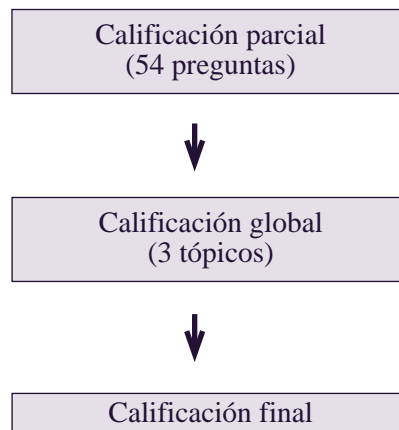 Calificación parcial
(54 preguntas)
Calificación global
(3 tópicos)
Calificación final